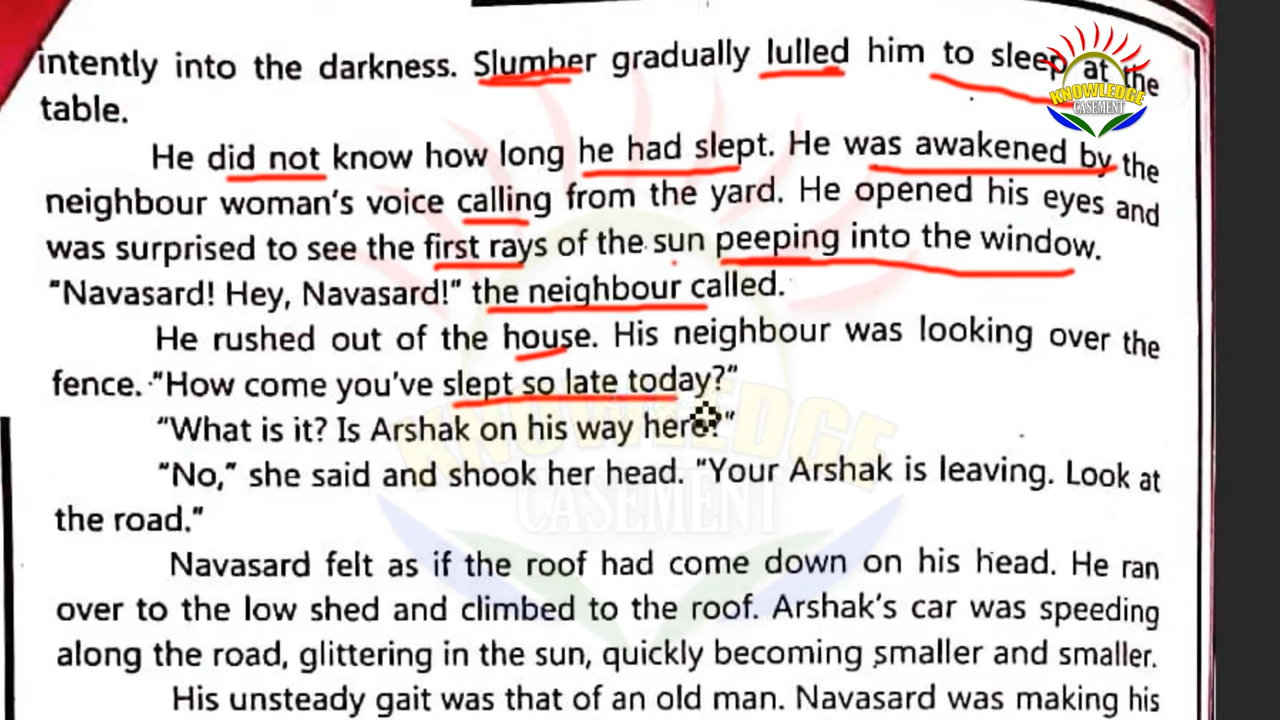 intently into the darkness. Slumber gradually lulled him to sleep at the
table.
He did not know how long he had slept. He was awakened by the
neighbour woman's voice calling from the yard. He opened his eyes and
was surprised to see the first rays of the sun peeping into the window.
"Navasard! Hey, Navasard!" the neighbour called.
He rushed out of the house. His neighbour was looking over the
fence. "How come you've slept so late today?"
"What is it? Is Arshak on his way here?"
"No," she said and shook her head. "Your Arshak is leaving. Look at
the road."
Navasard felt as if the roof had come down on his head. He ran
over to the low shed and climbed to the roof. Arshak's car was speeding
along the road, glittering in the sun, quickly becoming smaller and smaller.
His unsteady gait was that of an old man. Navasard was making his
KNOWLEDGE
CASEMENT
KNOWLEDGE
CASEMENT